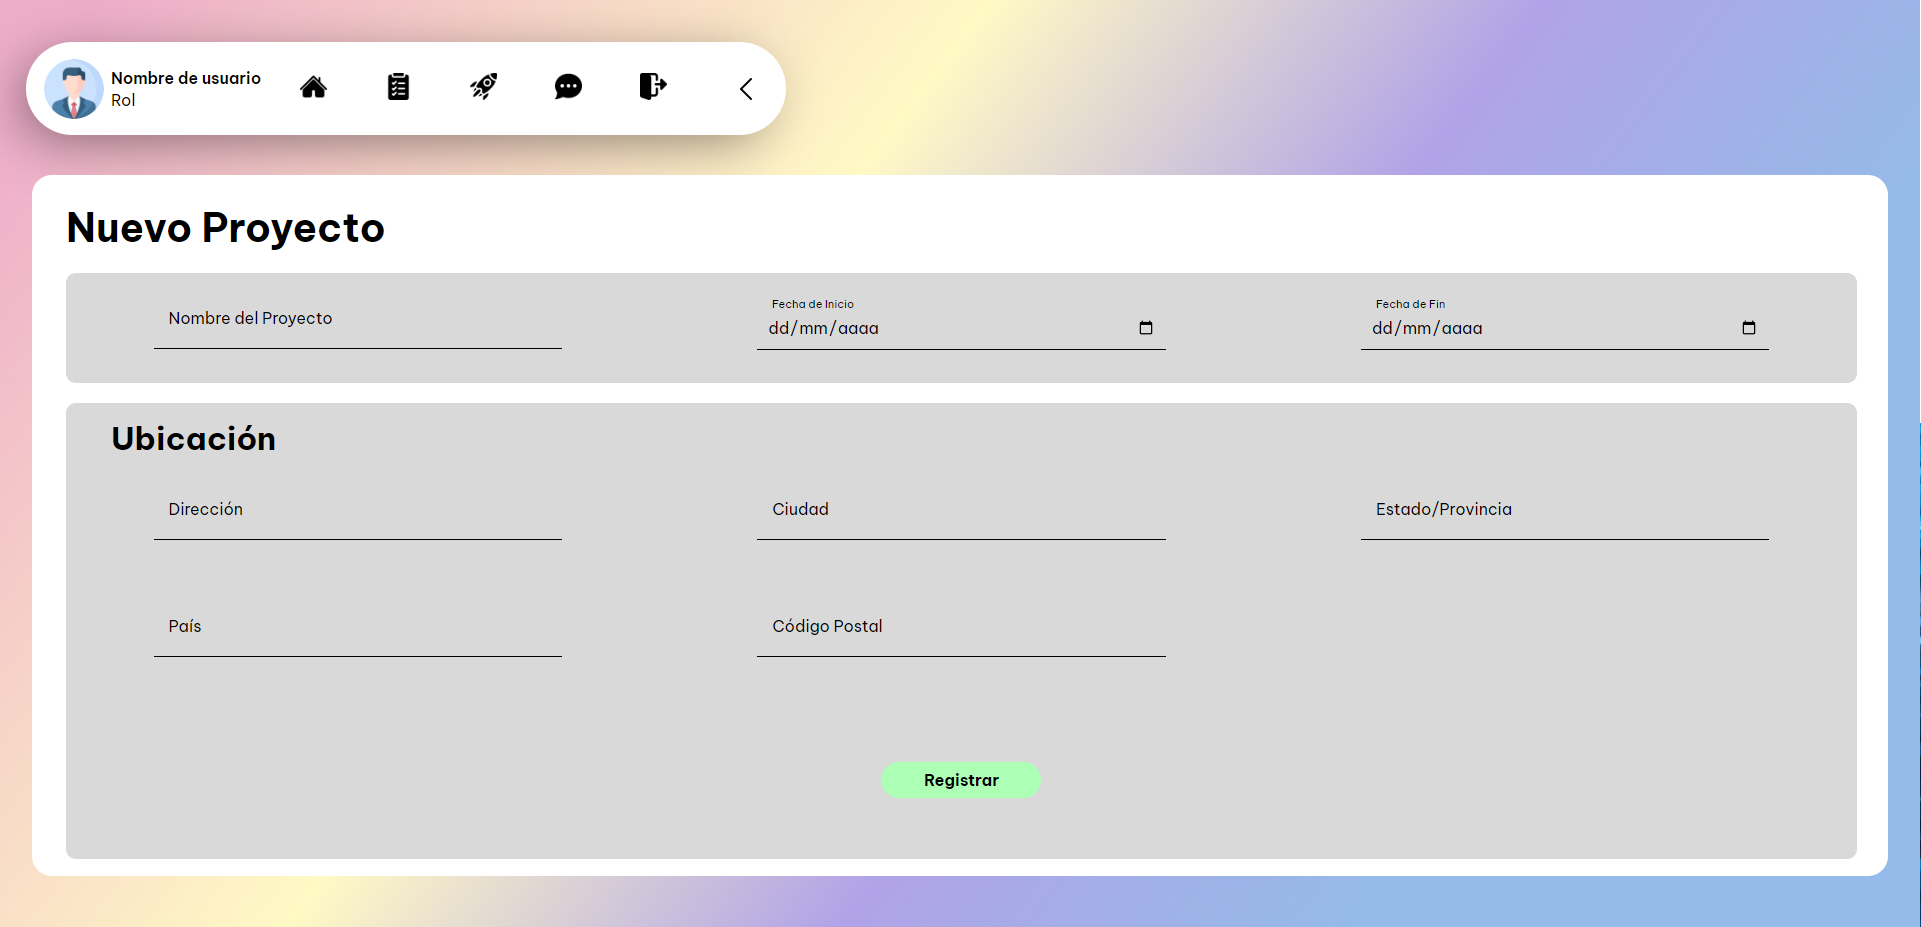 Nombre de usuario
Rol
Nuevo Proyecto
Nombre del Proyecto
Fecha de Inicio
dd/mm/aaaa
Fecha de Fin
dd/mm/aaaa
Ubicación
Dirección
Ciudad
Estado/Provincia
País
Código Postal
Registrar